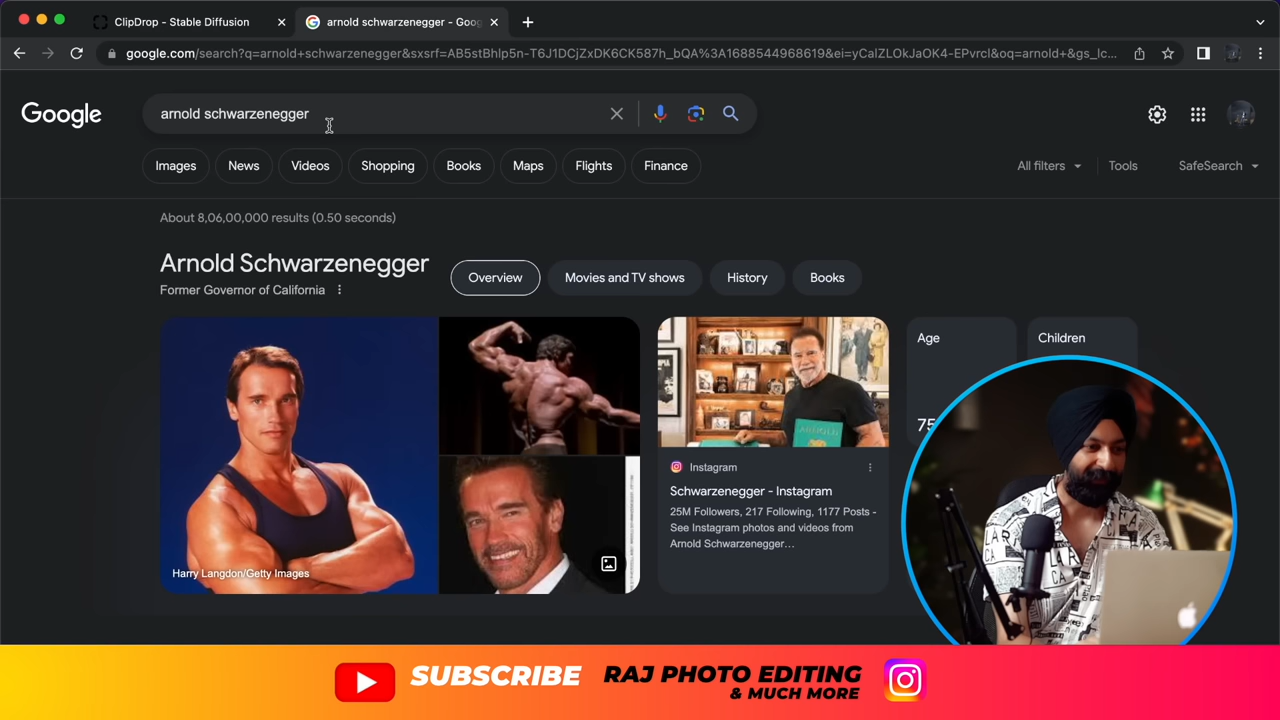 ClipDrop - Stable Diffusion
arnold schwarzenegger - Goog
google.com/search?q=arnold+schwarzenegger&sxsrf=AB5stBhlp5n-T6J1DCjZxDK6CK587h_bQA%3A1688544968619&ei=yCalZLOkJaOK4-EPvrcl&oq=arnold+&gs_lc...
Google
arnold schwarzenegger
Images
News
Videos
Shopping
Books
Maps
Flights
Finance
All filters
Tools
SafeSearch
About 8,06,00,000 results (0.50 seconds)
Arnold Schwarzenegger
Former Governor of California
Overview
Movies and TV shows
History
Books
Age
Children
75
Harry Langdon/Getty Images
Instagram
Schwarzenegger - Instagram
25M Followers, 217 Following, 1177 Posts -
See Instagram photos and videos from
Arnold Schwarzenegger...
SUBSCRIBE
RAJ PHOTO EDITING
& MUCH MORE